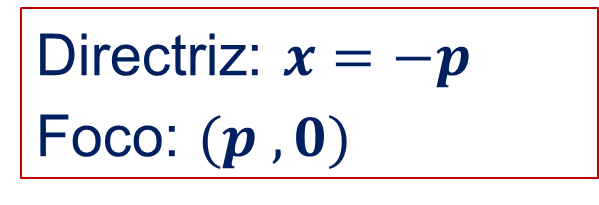 Directriz: x = −p
Foco: (p , 0)